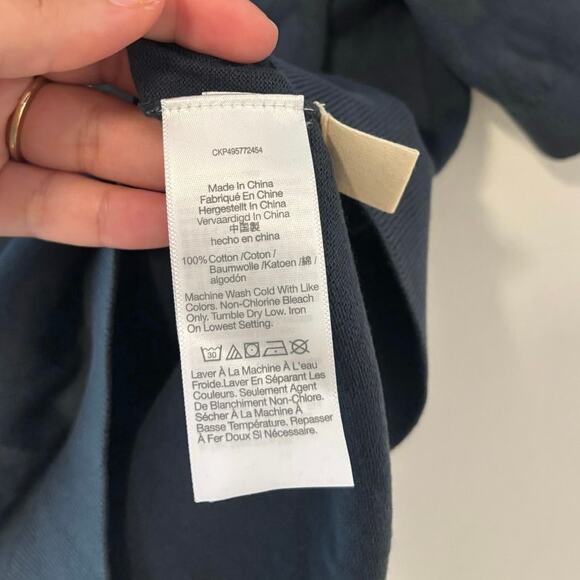 CKP495772454
Made In China
Fabriqué En Chine
Hergestellt In China
Vervaardigd In China
中国製
hecho en china
100% Cotton /Coton /
Baumwolle /Katoen /綿 /
algodón
Machine Wash Cold With Like
Colors. Non-Chlorine Bleach
Only. Tumble Dry Low. Iron
On Lowest Setting.
30
Laver À La Machine À L'eau
Froide.Laver En Séparant Les
Couleurs. Seulement Agent
De Blanchiment Non-Chlore.
Sécher À La Machine À
Basse Température. Repasser
À Fer Doux Si Nécessaire.